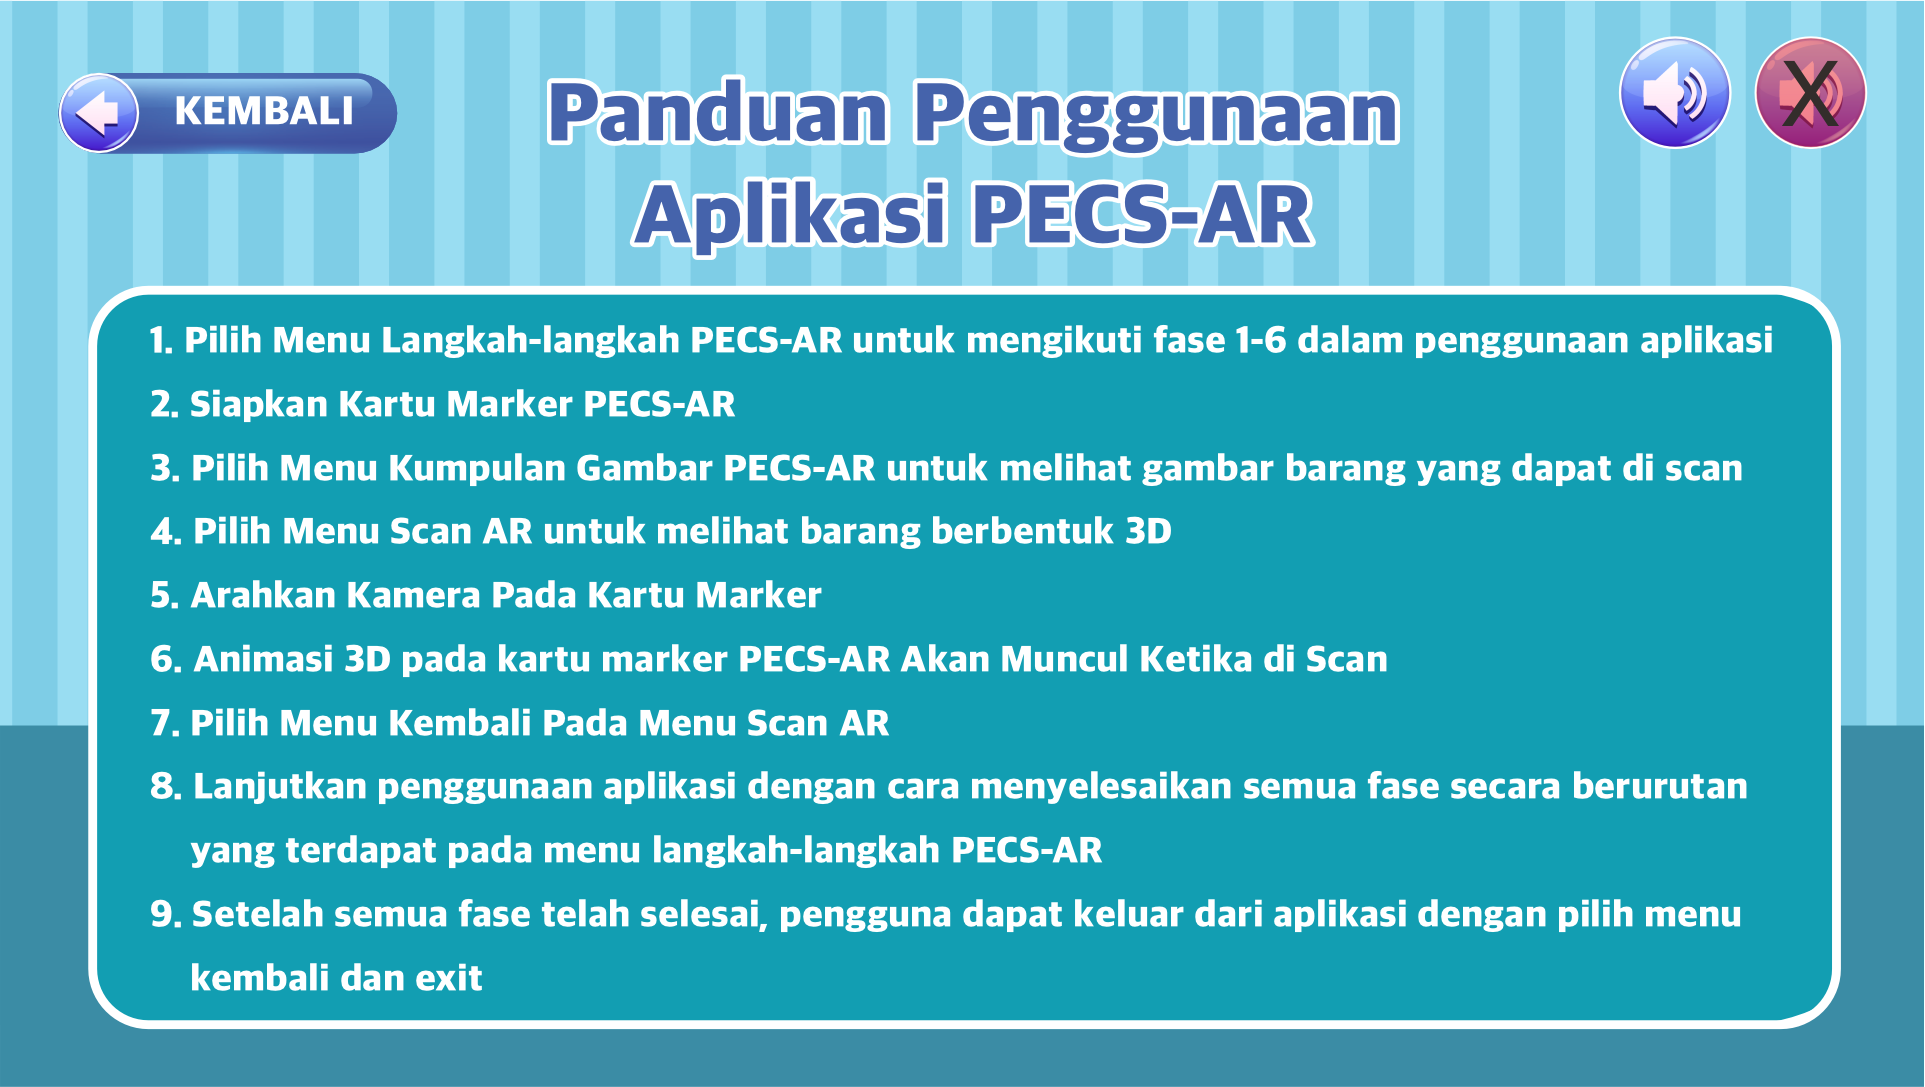 KEMBALI
Panduan Penggunaan
Aplikasi PECS-AR
X
1. Pilih Menu Langkah-langkah PECS-AR untuk mengikuti fase 1-6 dalam penggunaan aplikasi
2. Siapkan Kartu Marker PECS-AR
3. Pilih Menu Kumpulan Gambar PECS-AR untuk melihat gambar barang yang dapat di scan
4. Pilih Menu Scan AR untuk melihat barang berbentuk 3D
5. Arahkan Kamera Pada Kartu Marker
6. Animasi 3D pada kartu marker PECS-AR Akan Muncul Ketika di Scan
7. Pilih Menu Kembali Pada Menu Scan AR
8. Lanjutkan penggunaan aplikasi dengan cara menyelesaikan semua fase secara berurutan
yang terdapat pada menu langkah-langkah PECS-AR
9. Setelah semua fase telah selesai, pengguna dapat keluar dari aplikasi dengan pilih menu
kembali dan exit